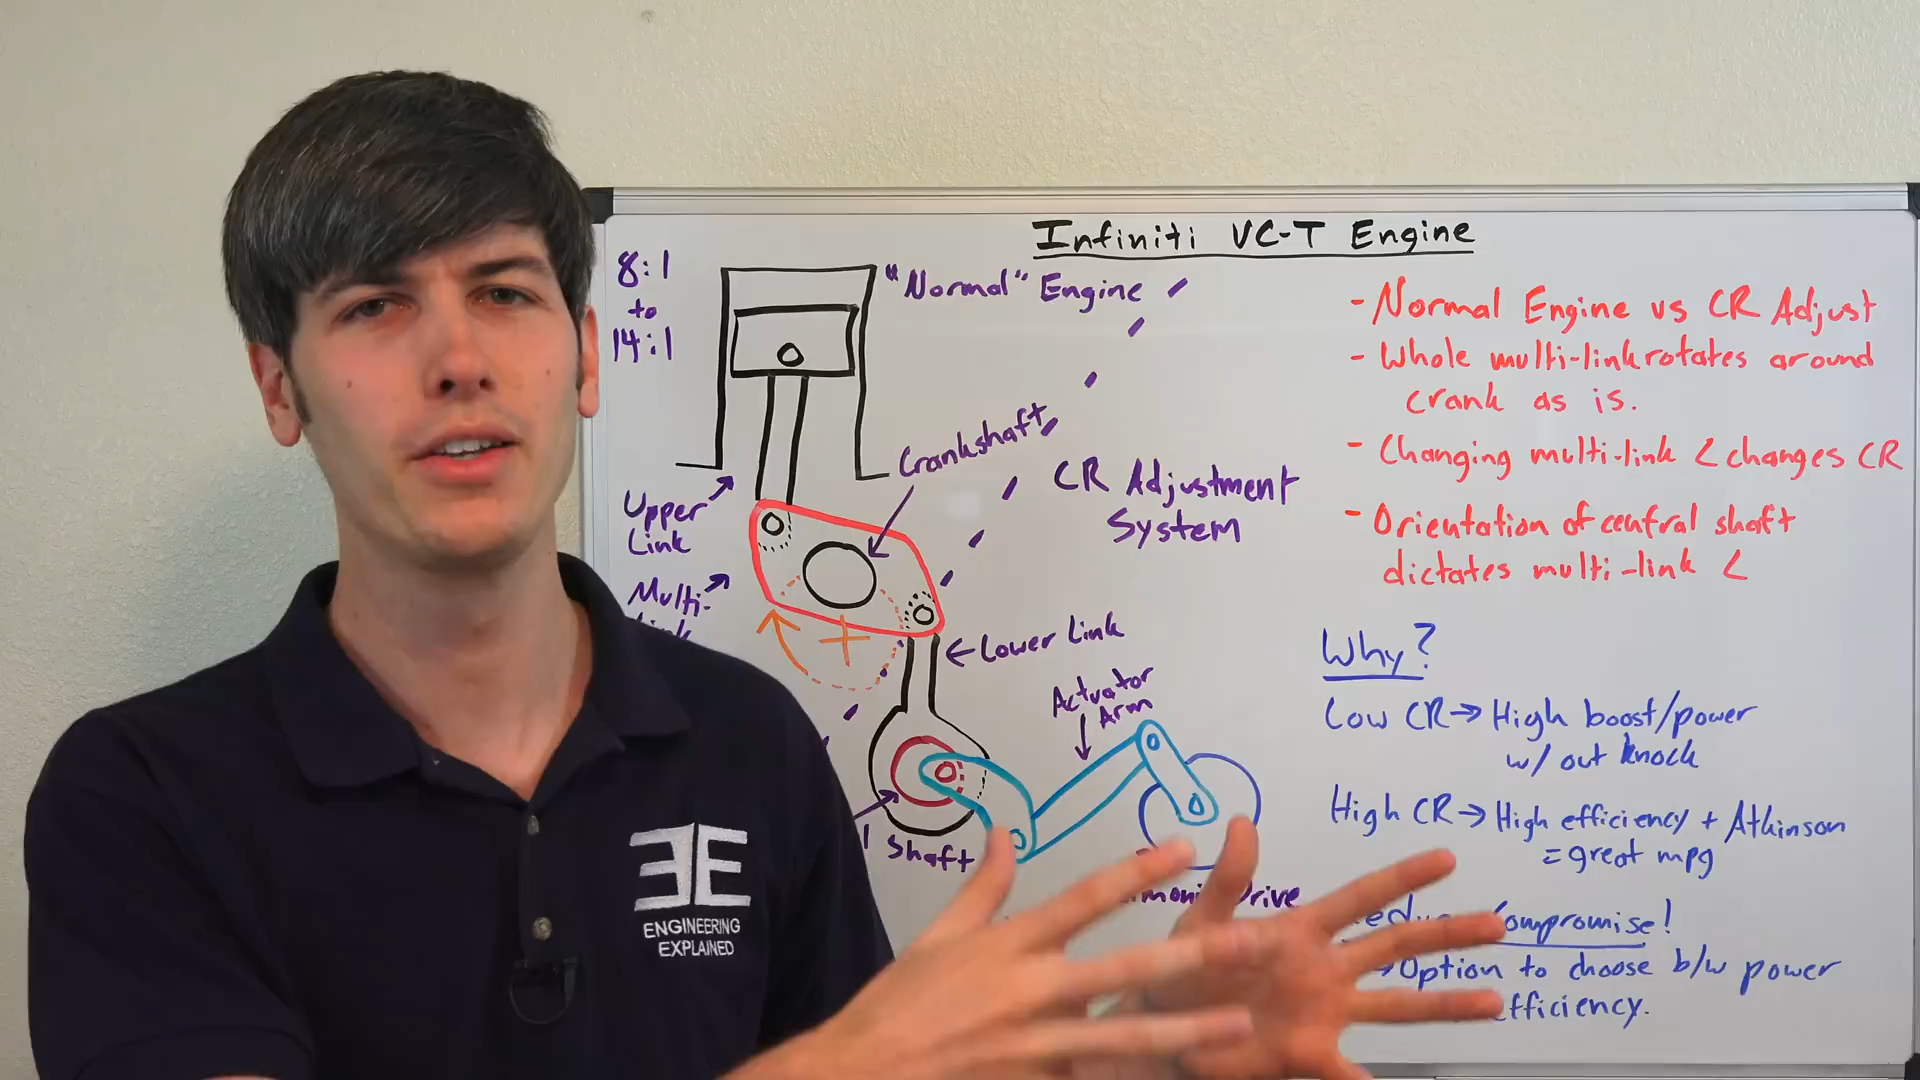 Infiniti VC-T Engine
8:1
to
14:1
"Normal" Engine
Crankshaft
CR Adjustment
System
Upper
Link
Multi-
Lower Link
Actuator
Arm
Shaft
Drive
- Normal Engine vs CR Adjust
- Whole multi-link rotates around
crank as is.
- Changing multi-link < changes CR
- Orientation of central shaft
dictates multi-link <
Why?
Low CR → High boost/power
w/out knock
High CR → High efficiency + Atkinson
= great mpg
Compromise!
→ Option to choose b/w power
efficiency.
ENGINEERING
EXPLAINED